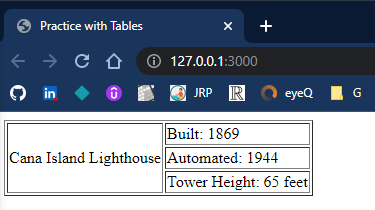 Practice with Tables
127.0.0.1:3000
in
JRP
R
eyeQ
G
Cana Island Lighthouse
Built: 1869
Automated: 1944
Tower Height: 65 feet